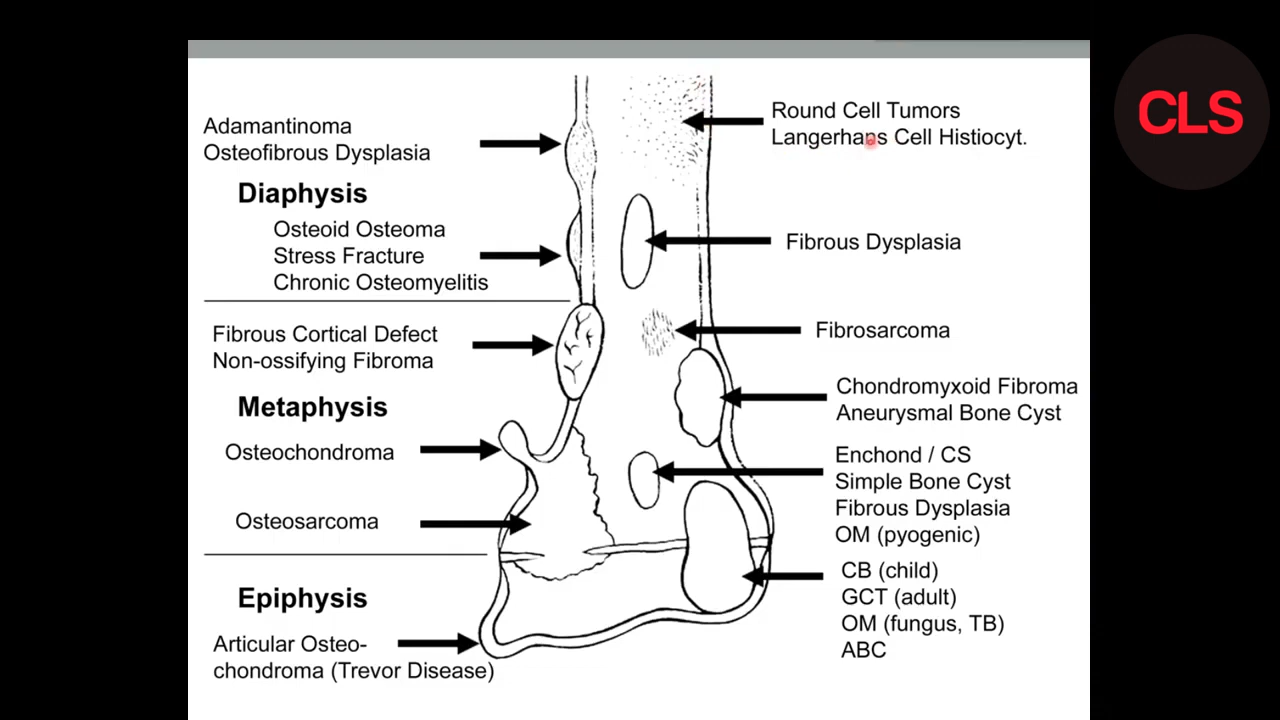 Adamantinoma
Osteofibrous Dysplasia
Diaphysis
Osteoid Osteoma
Stress Fracture
Chronic Osteomyelitis
Fibrous Cortical Defect
Non-ossifying Fibroma
Metaphysis
Osteochondroma
Osteosarcoma
Epiphysis
Articular Osteo-
chondroma (Trevor Disease)
Round Cell Tumors
Langerhans Cell Histiocyt.
Fibrous Dysplasia
Fibrosarcoma
Chondromyxoid Fibroma
Aneurysmal Bone Cyst
Enchond / CS
Simple Bone Cyst
Fibrous Dysplasia
OM (pyogenic)
CB (child)
GCT (adult)
OM (fungus, TB)
ABC
CLS